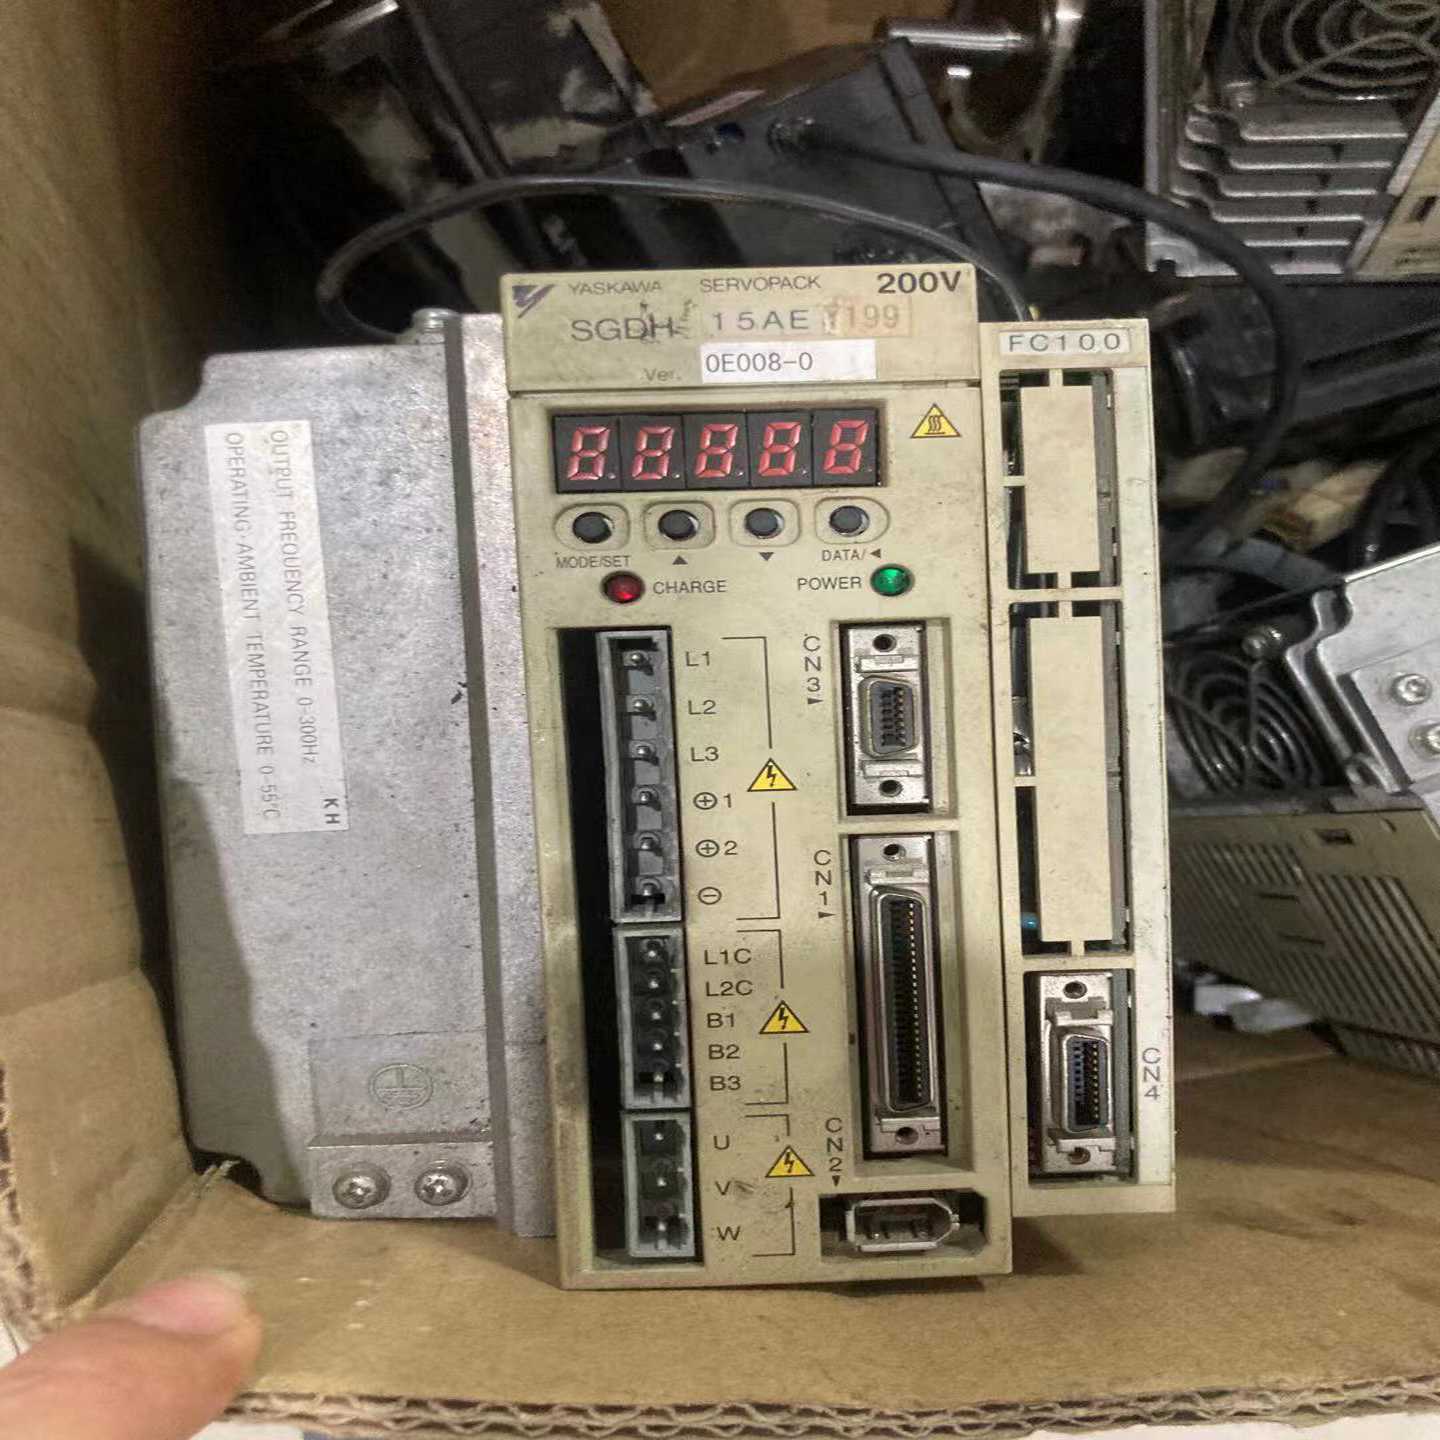 YASKAWA SERVOPACK 200V
SGDH- 15AE Y199
Ver. 0E008-0
FC100
MODE/SET ▲ ▼ DATA/◀
CHARGE POWER
L1
L2
L3
⊕1
⊕2
⊖
L1C
L2C
B1
B2
B3
U
V
W
CN3
CN1
CN2
CN4
OUTPUT FREQUENCY RANGE 0-300Hz
OPERATING·AMBIENT TEMPERATURE 0-55°C
KH